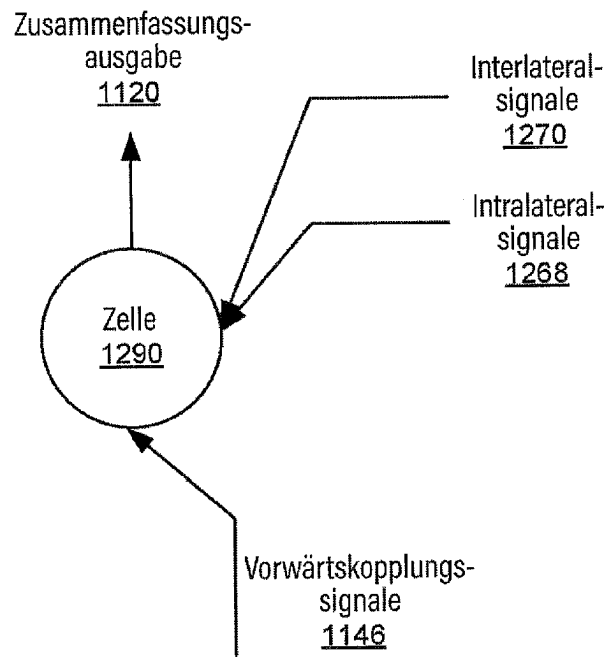 Zusammenfassungs-
ausgabe
1120
Interlateral-
signale
1270
Intralateral-
signale
1268
Zelle
1290
Vorwärtskopplungs-
signale
1146